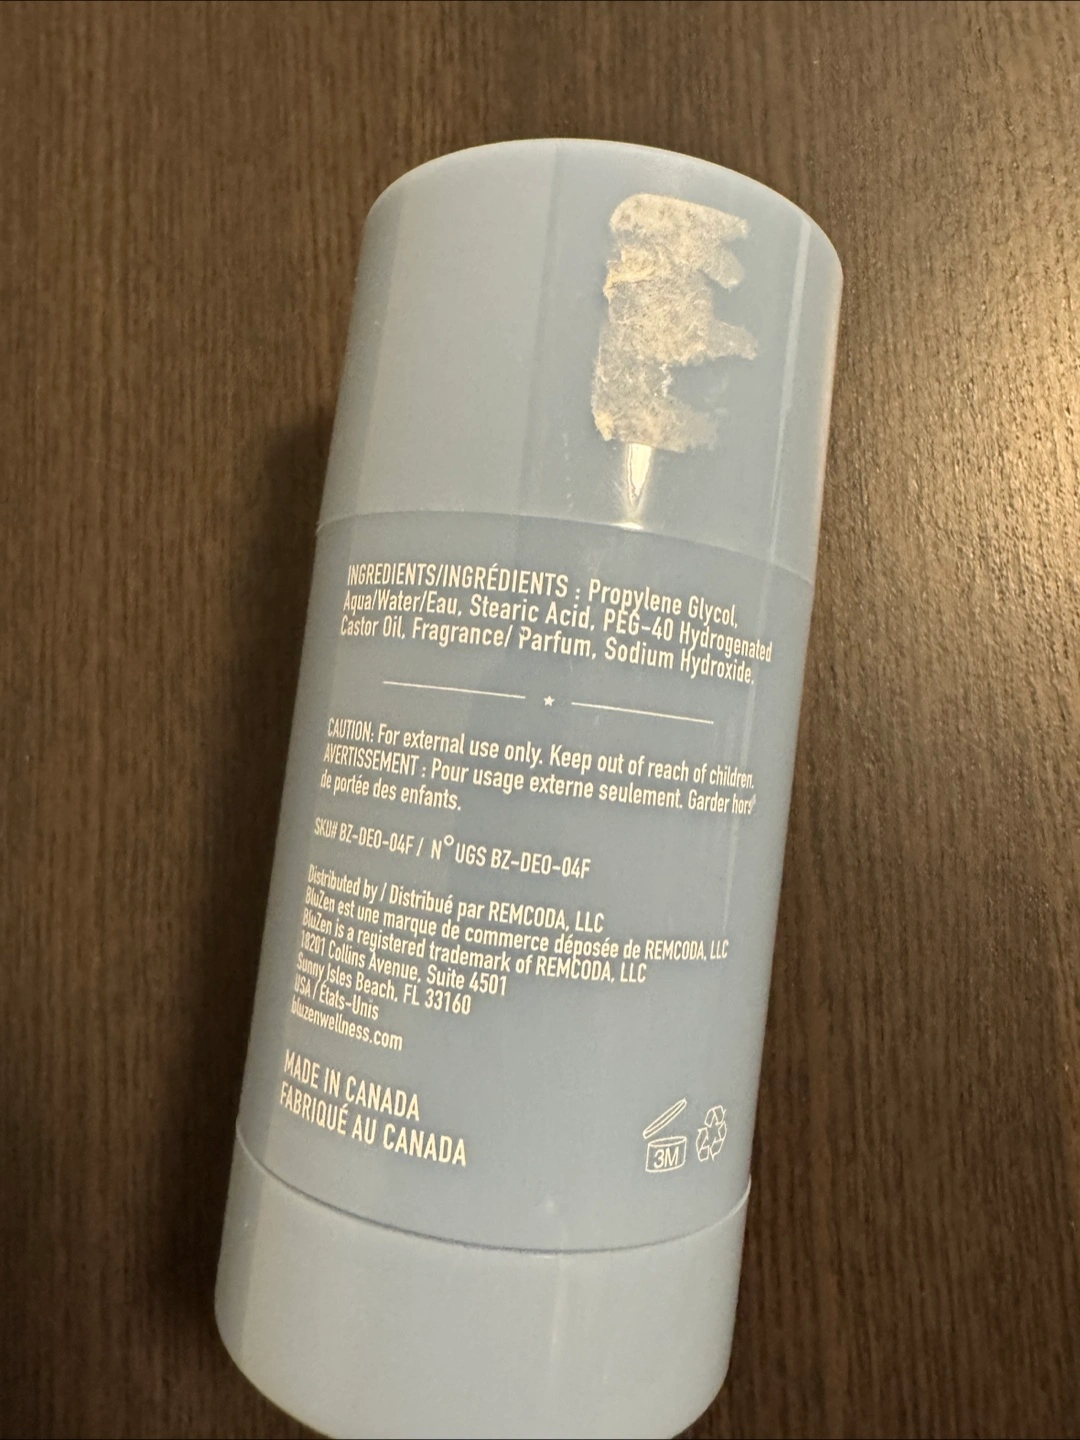 INGREDIENTS/INGRÉDIENTS : Propylene Glycol,
Aqua/Water/Eau, Stearic Acid, PEG-40 Hydrogenated
Castor Oil, Fragrance/ Parfum, Sodium Hydroxide.
CAUTION: For external use only. Keep out of reach of children.
AVERTISSEMENT : Pour usage externe seulement. Garder hors
de portée des enfants.
SKU# BZ-DEO-04F / N° UGS BZ-DEO-04F
Distributed by / Distribué par REMCODA, LLC
BluZen est une marque de commerce déposée de REMCODA, LLC
BluZen is a registered trademark of REMCODA, LLC
18201 Collins Avenue, Suite 4501
Sunny Isles Beach, FL 33160
USA / États-Unis
bluzenwellness.com
MADE IN CANADA
FABRIQUÉ AU CANADA
3M